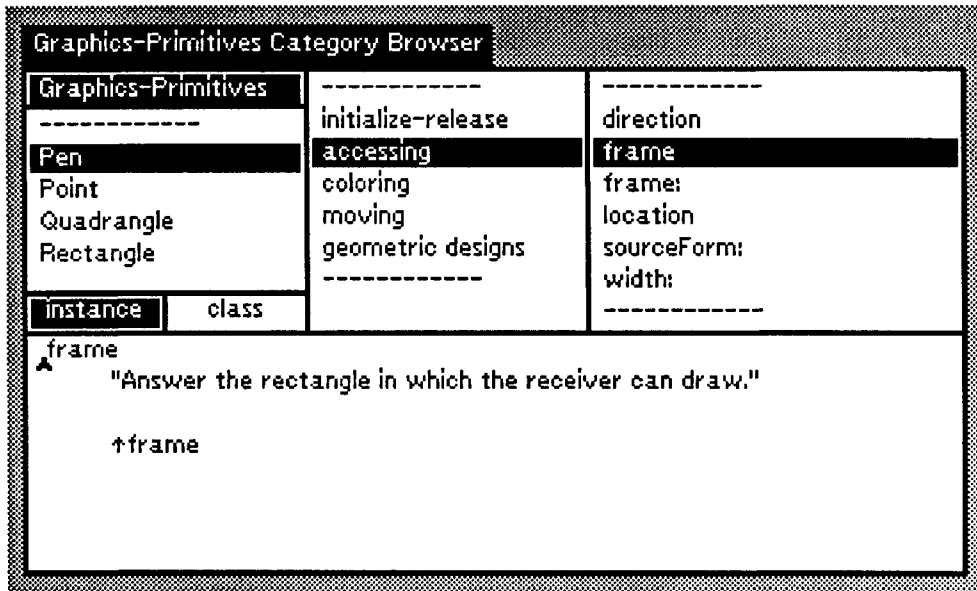 Graphics-Primitives Category Browser
Graphics-Primitives
------------
Pen
Point
Quadrangle
Rectangle
instance
class
------------
initialize-release
accessing
coloring
moving
geometric designs
------------
------------
direction
frame
frame:
location
sourceForm:
width:
------------
frame
"Answer the rectangle in which the receiver can draw."
↑frame